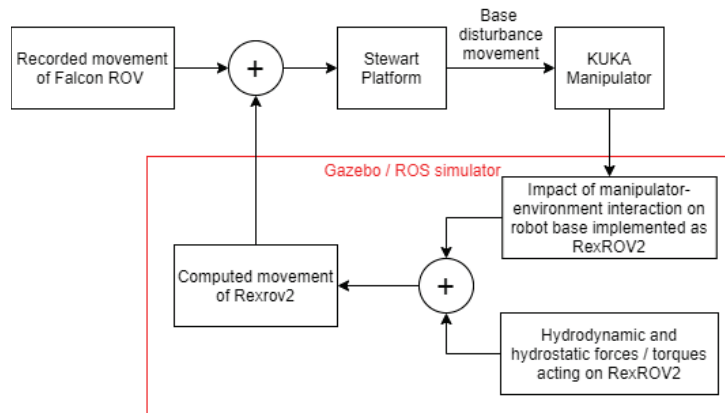 Base
disturbance
movement
Recorded movement
of Falcon ROV
+
Stewart
Platform
KUKA
Manipulator
Gazebo / ROS simulator
Impact of manipulator-
environment interaction on
robot base implemented as
RexROV2
Computed movement
of Rexrov2
+
Hydrodynamic and
hydrostatic forces / torques
acting on RexROV2